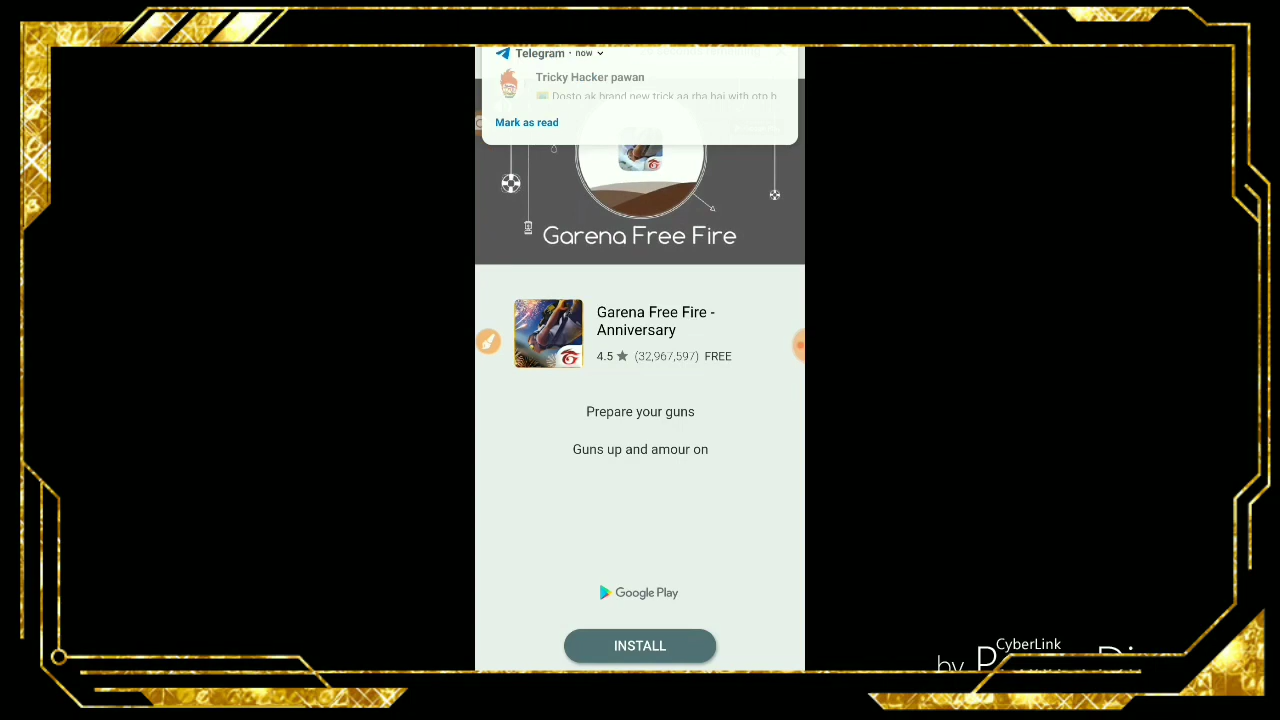 Telegram · now
Tricky Hacker pawan
Dosto ak brand new trick aa rha hai with otp b
Mark as read
Garena Free Fire
Garena Free Fire -
Anniversary
4.5 ★ (32,967,597) FREE
Prepare your guns
Guns up and amour on
Google Play
INSTALL
CyberLink
by